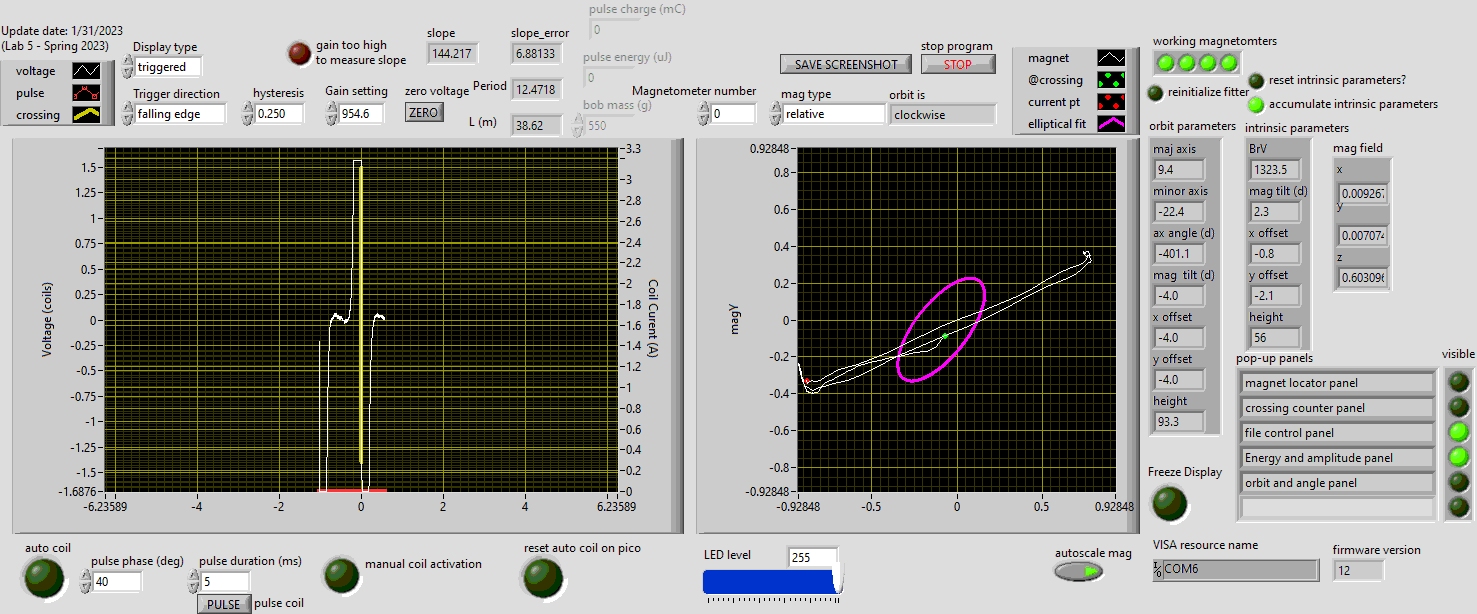 Update date: 1/31/2023
(Lab 5 - Spring 2023)
voltage
pulse
crossing
Display type
triggered
Trigger direction
falling edge
hysteresis
0.250
gain too high
to measure slope
Gain setting
954.6
slope
144.217
zero voltage
ZERO
slope_error
6.88133
Period
12.4718
L (m)
38.62
pulse charge (mC)
0
pulse energy (uJ)
0
bob mass (g)
550
Magnetometer number
0
SAVE SCREENSHOT
stop program
STOP
mag type
relative
orbit is
clockwise
magnet
@crossing
current pt
elliptical fit
working magnetomters
reinitialize fitter
reset intrinsic parameters?
accumulate intrinsic parameters
orbit parameters
maj axis
9.4
minor axis
-22.4
ax angle (d)
-401.1
mag tilt (d)
-4.0
x offset
-4.0
y offset
-4.0
height
93.3
intrinsic parameters
BrV
1323.5
mag tilt (d)
2.3
x offset
-0.8
y offset
-2.1
height
56
mag field
x
0.009267
y
0.007074
z
0.603096
pop-up panels
visible
magnet locator panel
crossing counter panel
file control panel
Energy and amplitude panel
orbit and angle panel
Freeze Display
Voltage (coils)
1.5
1.25
1
0.75
0.5
0.25
0
-0.25
-0.5
-0.75
-1
-1.25
-1.5
-1.6876
-6.23589
-4
-2
0
2
4
6.23589
3.3
3
2.8
2.6
2.4
2.2
2
1.8
1.6
1.4
1.2
1
0.8
0.6
0.4
0.2
0
Coil Curent (A)
magy
0.92848
0.8
0.6
0.4
0.2
0
-0.2
-0.4
-0.6
-0.8
-0.92848
-0.92848
-0.5
0
0.5
0.92848
auto coil
pulse phase (deg)
40
pulse duration (ms)
5
PULSE
pulse coil
manual coil activation
reset auto coil on pico
LED level
255
autoscale mag
VISA resource name
COM6
firmware version
12